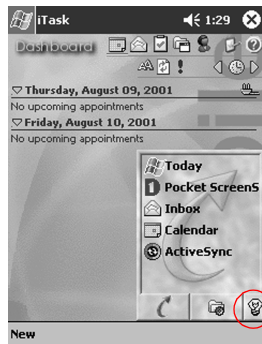 iTask 1:29
Dashboard
AA
Thursday, August 09, 2001
No upcoming appointments
Friday, August 10, 2001
No upcoming appointments
Today
Pocket ScreenS
Inbox
Calendar
ActiveSync
New